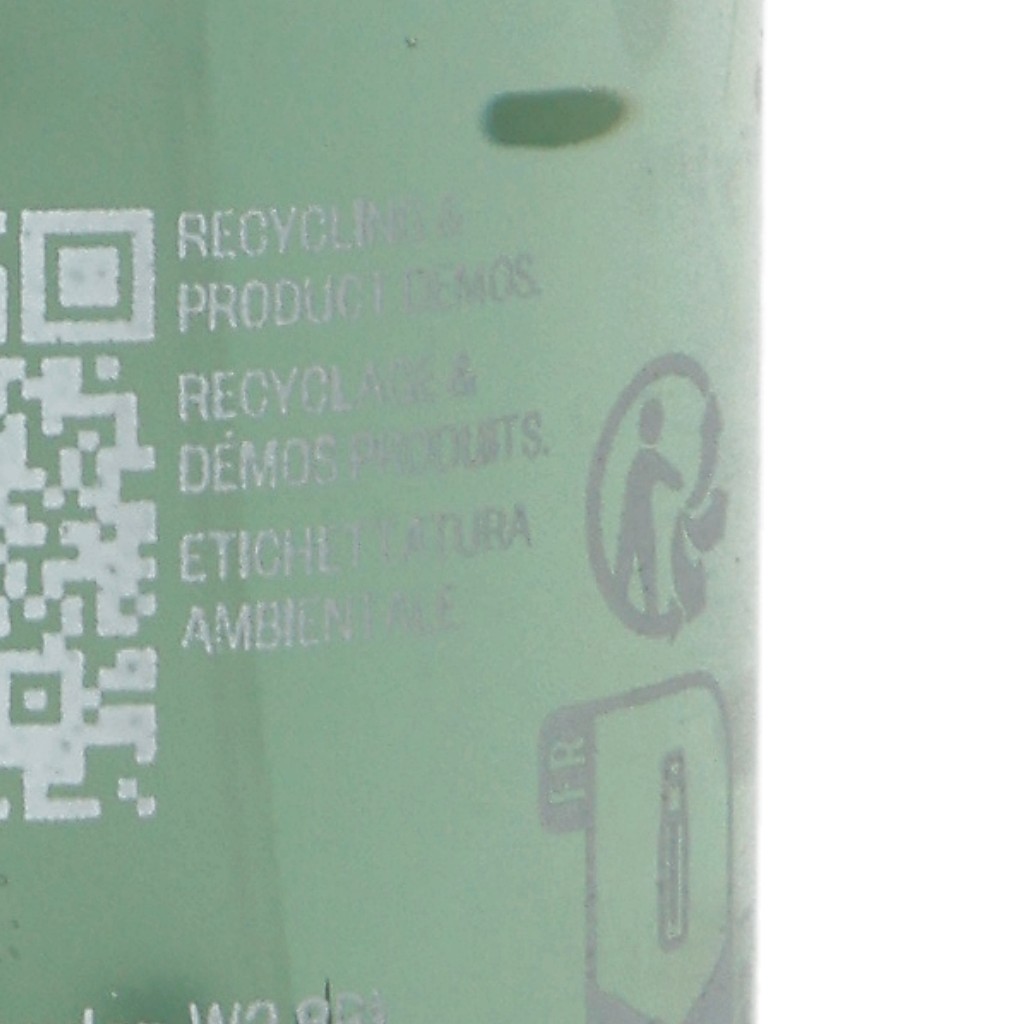 RECYCLING &
PRODUCT DEMOS.
RECYCLAGE &
DÉMOS PRODUITS.
ETICHETTATURA
AMBIENTALE
FR